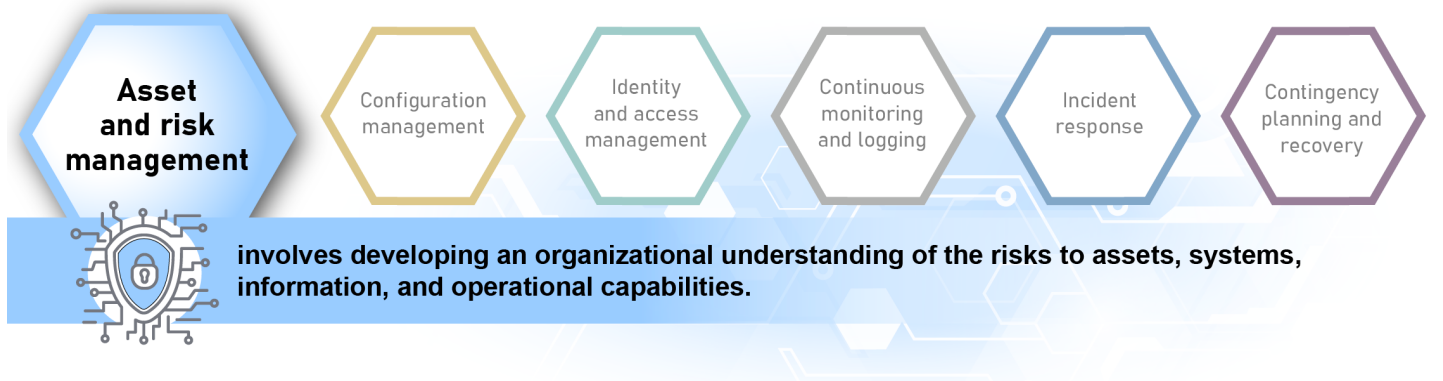 Asset
and risk
management
Configuration
management
Identity
and access
management
Continuous
monitoring
and logging
Incident
response
Contingency
planning and
recovery
involves developing an organizational understanding of the risks to assets, systems,
information, and operational capabilities.